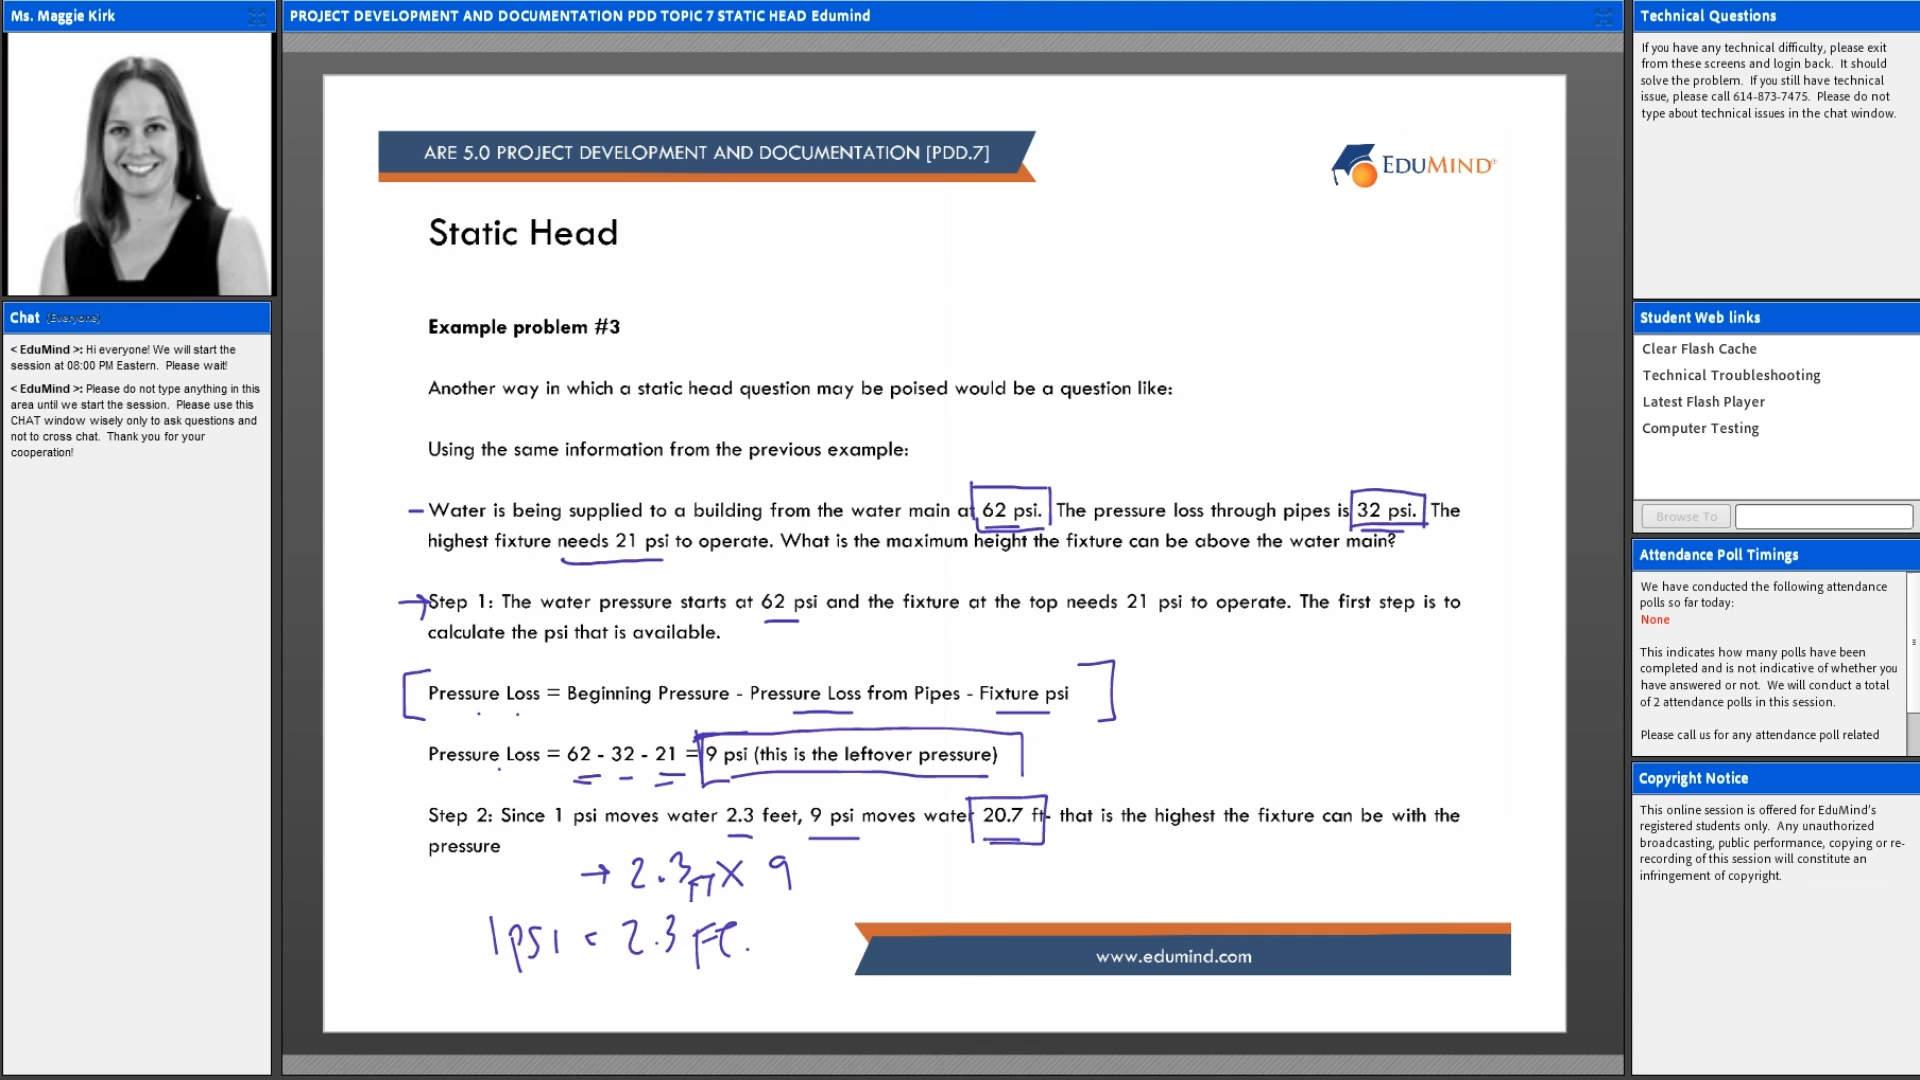 Ms. Maggie Kirk
PROJECT DEVELOPMENT AND DOCUMENTATION PDD TOPIC 7 STATIC HEAD Edumind
Chat (Everyone)
< EduMind >: Hi everyone! We will start the
session at 08:00 PM Eastern. Please wait!
< EduMind >: Please do not type anything in this
area until we start the session. Please use this
CHAT window wisely only to ask questions and
not to cross chat. Thank you for your
cooperation!
ARE 5.0 PROJECT DEVELOPMENT AND DOCUMENTATION [PDD.7]
EDUMIND®
Static Head
Example problem #3
Another way in which a static head question may be poised would be a question like:
Using the same information from the previous example:
Water is being supplied to a building from the water main at 62 psi. The pressure loss through pipes is 32 psi. The
highest fixture needs 21 psi to operate. What is the maximum height the fixture can be above the water main?
Step 1: The water pressure starts at 62 psi and the fixture at the top needs 21 psi to operate. The first step is to
calculate the psi that is available.
Pressure Loss = Beginning Pressure - Pressure Loss from Pipes - Fixture psi
Pressure Loss = 62 - 32 - 21 = 9 psi (this is the leftover pressure)
Step 2: Since 1 psi moves water 2.3 feet, 9 psi moves water 20.7 ft- that is the highest the fixture can be with the
pressure
→ 2.3 FT X 9
1 psi = 2.3 FT.
www.edumind.com
Technical Questions
If you have any technical difficulty, please exit
from these screens and login back. It should
solve the problem. If you still have technical
issue, please call 614-873-7475. Please do not
type about technical issues in the chat window.
Student Web links
Clear Flash Cache
Technical Troubleshooting
Latest Flash Player
Computer Testing
Browse To
Attendance Poll Timings
We have conducted the following attendance
polls so far today:
None
This indicates how many polls have been
completed and is not indicative of whether you
have answered or not. We will conduct a total
of 2 attendance polls in this session.
Please call us for any attendance poll related
Copyright Notice
This online session is offered for EduMind's
registered students only. Any unauthorized
broadcasting, public performance, copying or re-
recording of this session will constitute an
infringement of copyright.